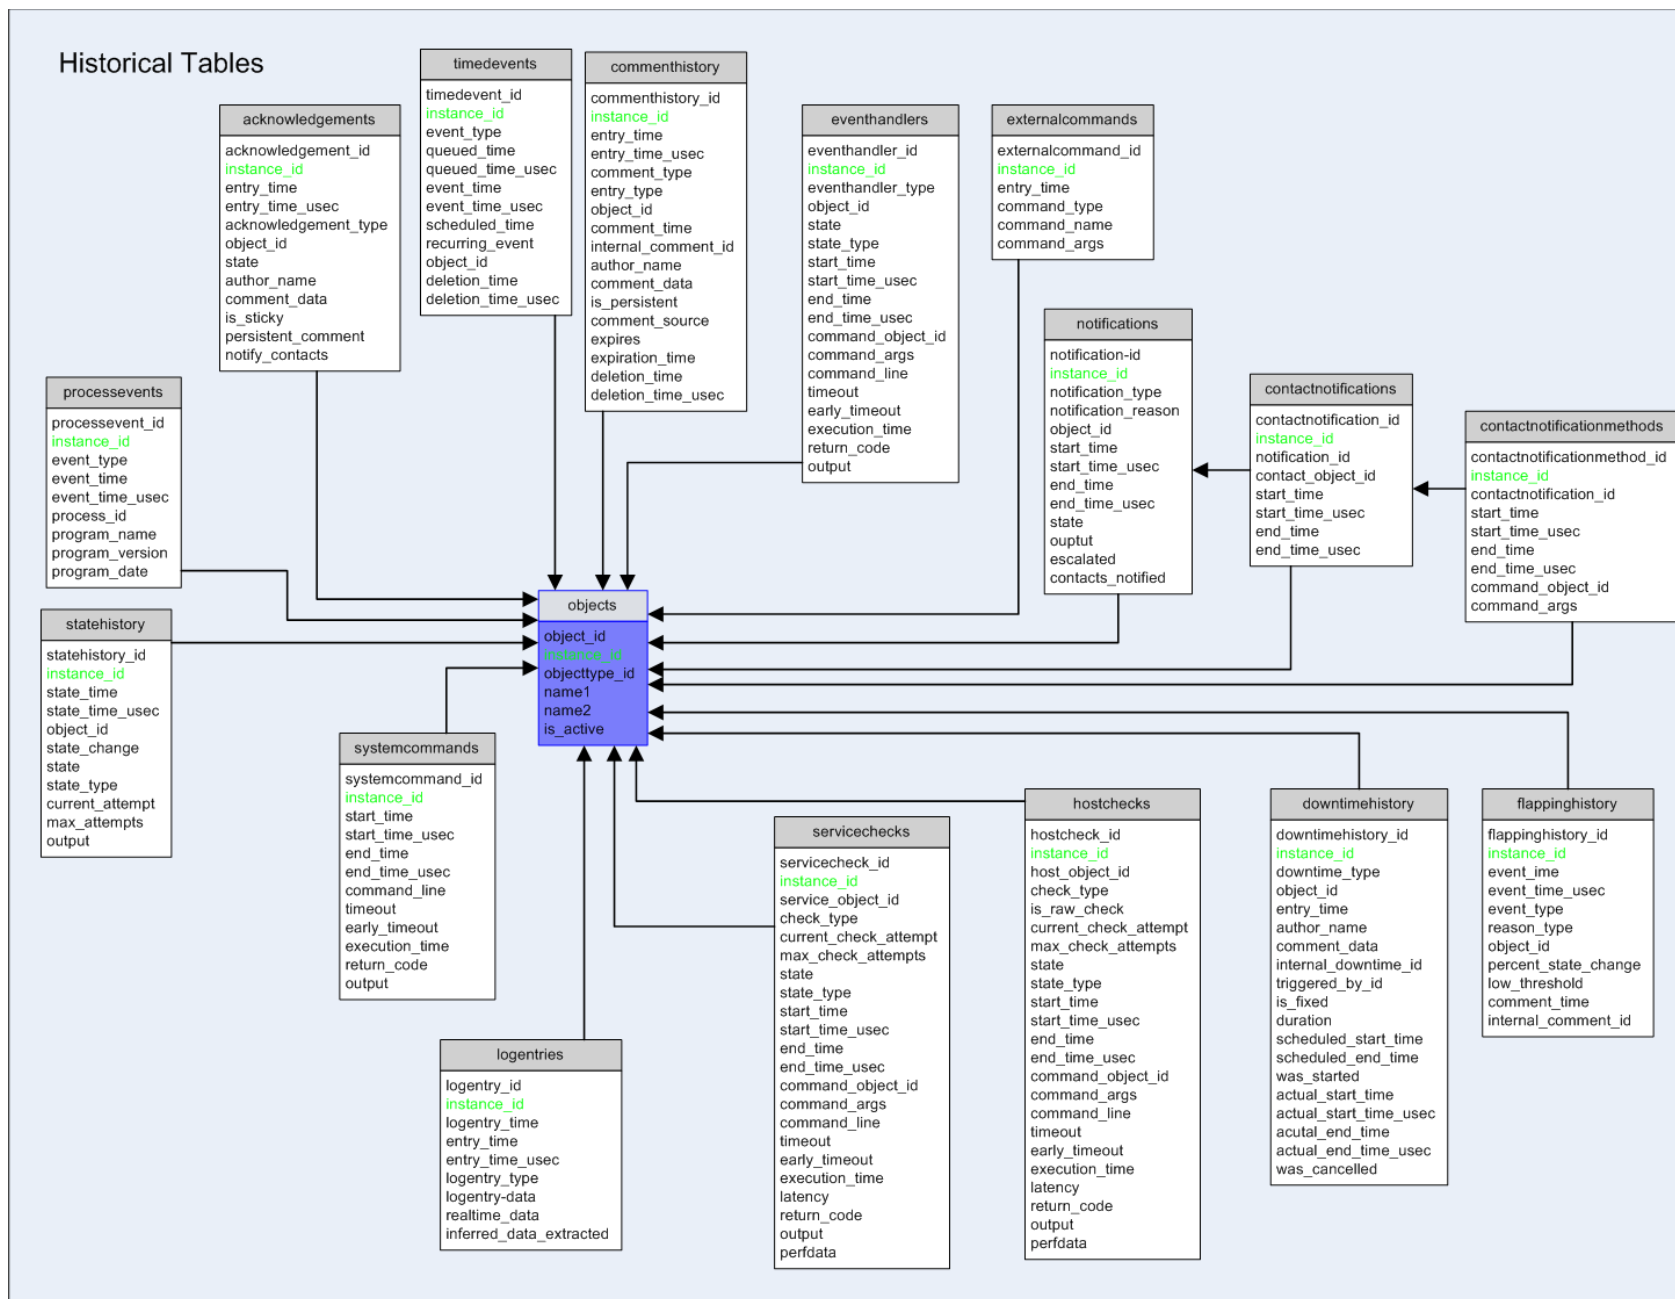 Historical Tables
acknowledgements
acknowledgement_id
instance_id
entry_time
entry_time_usec
acknowledgement_type
object_id
state
author_name
comment_data
is_sticky
persistent_comment
notify_contacts
timedevents
timedevent_id
instance_id
event_type
queued_time
queued_time_usec
event_time
event_time_usec
scheduled_time
recurring_event
object_id
deletion_time
deletion_time_usec
commenthistory
commenthistory_id
instance_id
entry_time
entry_time_usec
comment_type
entry_type
object_id
comment_time
internal_comment_id
author_name
comment_data
is_persistent
comment_source
expires
expiration_time
deletion_time
deletion_time_usec
eventhandlers
eventhandler_id
instance_id
eventhandler_type
object_id
state
state_type
start_time
start_time_usec
end_time
end_time_usec
command_object_id
command_args
command_line
timeout
early_timeout
execution_time
return_code
output
externalcommands
externalcommand_id
instance_id
entry_time
command_type
command_name
command_args
notifications
notification-id
instance_id
notification_type
notification_reason
object_id
start_time
start_time_usec
end_time
end_time_usec
state
ouptut
escalated
contacts_notified
contactnotifications
contactnotification_id
instance_id
notification_id
contact_object_id
start_time
start_time_usec
end_time
end_time_usec
contactnotificationmethods
contactnotificationmethod_id
instance_id
contactnotification_id
start_time
start_time_usec
end_time
end_time_usec
command_object_id
command_args
processevents
processevent_id
instance_id
event_type
event_time
event_time_usec
process_id
program_name
program_version
program_date
objects
object_id
instance_id
objecttype_id
name1
name2
is_active
statehistory
statehistory_id
instance_id
state_time
state_time_usec
object_id
state_change
state
state_type
current_attempt
max_attempts
output
systemcommands
systemcommand_id
instance_id
start_time
start_time_usec
end_time
end_time_usec
command_line
timeout
early_timeout
execution_time
return_code
output
logentries
logentry_id
instance_id
logentry_time
entry_time
entry_time_usec
logentry_type
logentry-data
realtime_data
inferred_data_extracted
servicechecks
servicecheck_id
instance_id
service_object_id
check_type
current_check_attempt
max_check_attempts
state
state_type
start_time
start_time_usec
end_time
end_time_usec
command_object_id
command_args
command_line
timeout
early_timeout
execution_time
latency
return_code
output
perfdata
hostchecks
hostcheck_id
instance_id
host_object_id
check_type
is_raw_check
current_check_attempt
max_check_attempts
state
state_type
start_time
start_time_usec
end_time
end_time_usec
command_object_id
command_args
command_line
timeout
early_timeout
execution_time
latency
return_code
output
perfdata
downtimehistory
downtimehistory_id
instance_id
downtime_type
object_id
entry_time
author_name
comment_data
internal_downtime_id
triggered_by_id
is_fixed
duration
scheduled_start_time
scheduled_end_time
was_started
actual_start_time
actual_start_time_usec
acutal_end_time
actual_end_time_usec
was_cancelled
flappinghistory
flappinghistory_id
instance_id
event_ime
event_time_usec
event_type
reason_type
object_id
percent_state_change
low_threshold
comment_time
internal_comment_id